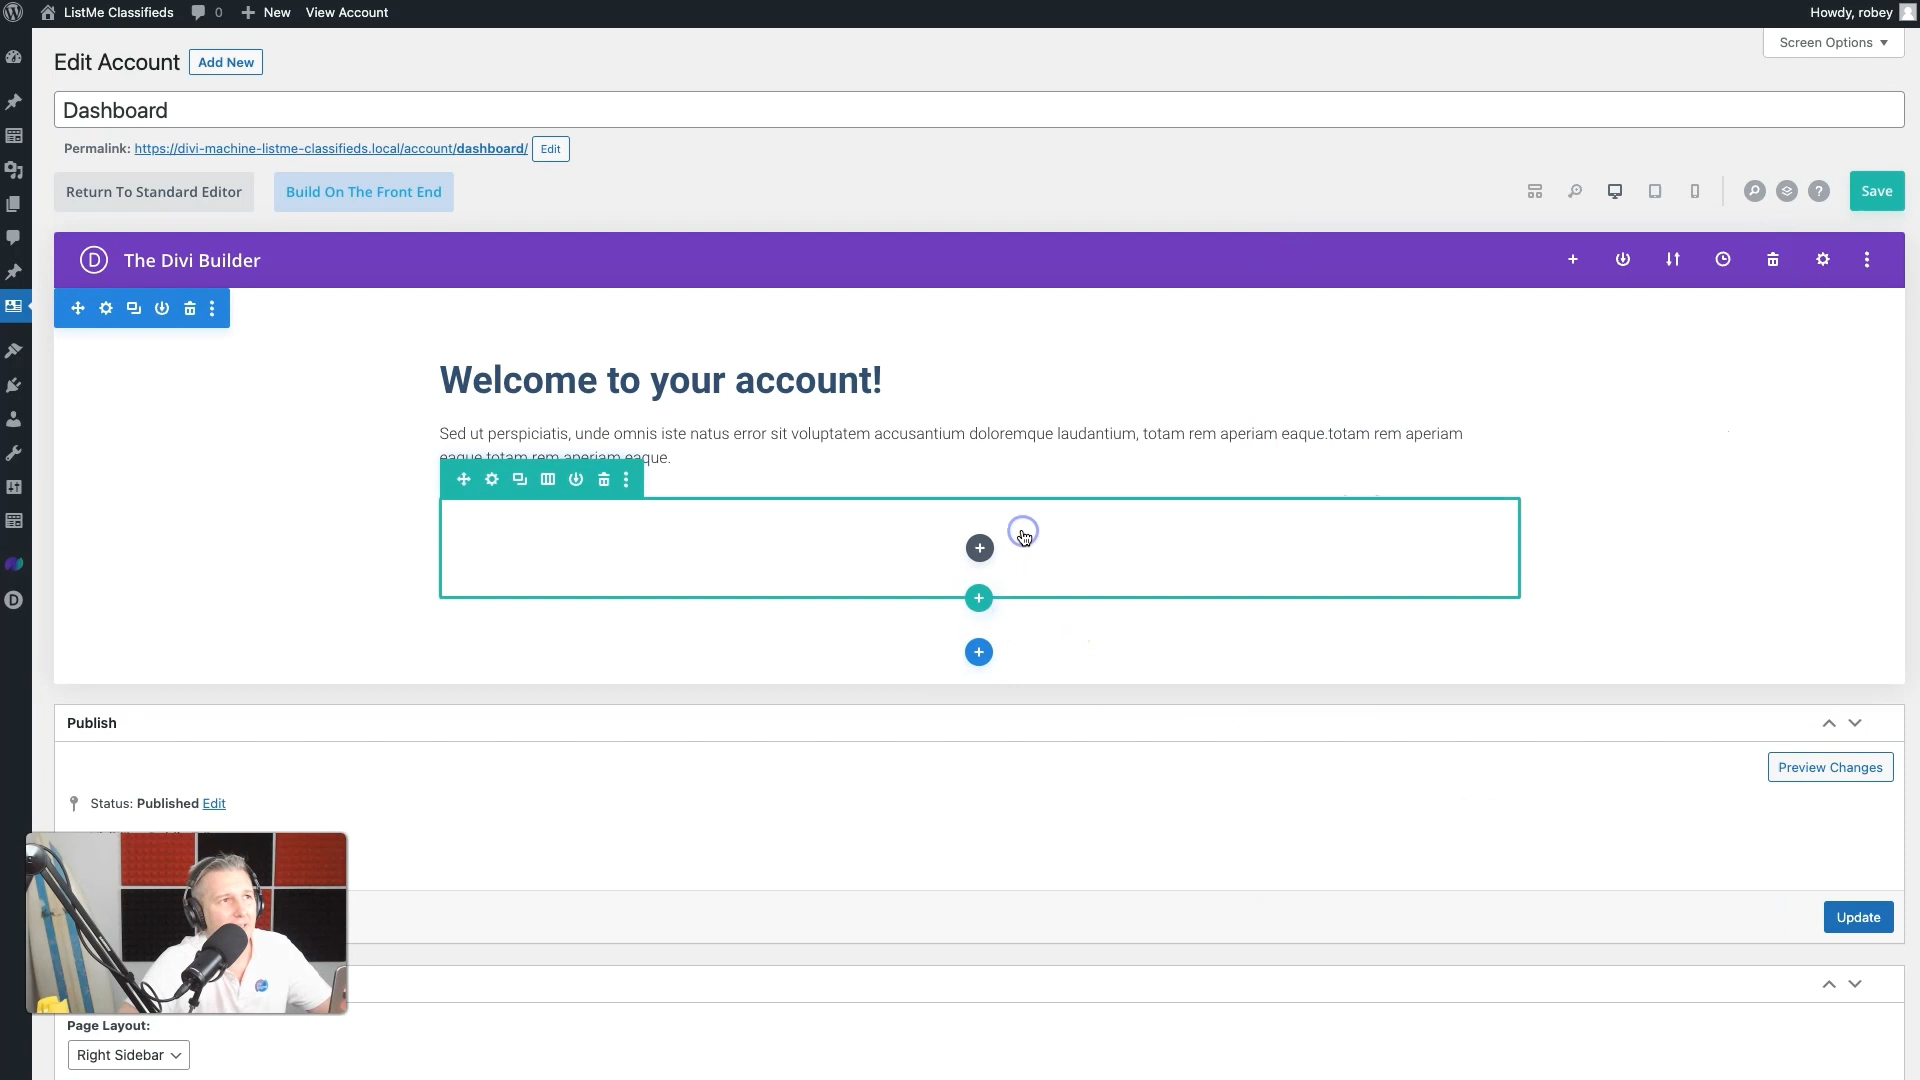 ListMe Classifieds 0 New View Account Howdy, robey
Screen Options
Edit Account Add New
Dashboard
Permalink: https://divi-machine-listme-classifieds.local/account/dashboard/ Edit
Return To Standard Editor Build On The Front End ? Save
D The Divi Builder
Welcome to your account!
Sed ut perspiciatis, unde omnis iste natus error sit voluptatem accusantium doloremque laudantium, totam rem aperiam eaque.totam rem aperiam
eaque.totam rem aperiam eaque.
D
Publish
Preview Changes
Status: Published Edit
Update
Page Layout:
Right Sidebar